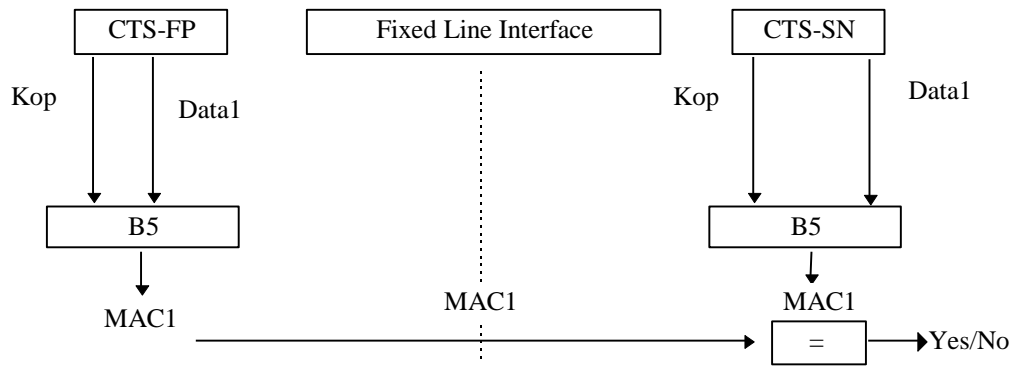 CTS-FP Fixed Line Interface CTS-SN
Kop Data1 Kop Data1
B5 B5
MAC1 MAC1 MAC1
= Yes/No